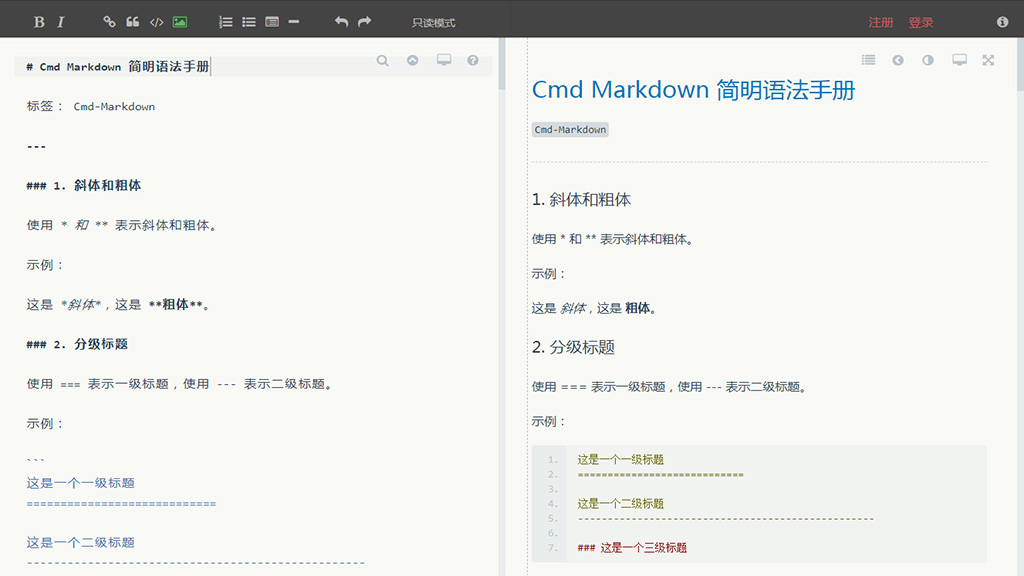 B I 只读模式 注册 登录
# Cmd Markdown 简明语法手册
标签： Cmd-Markdown
---
### 1. 斜体和粗体
使用 * 和 ** 表示斜体和粗体。
示例：
这是 *斜体*，这是 **粗体**。
### 2. 分级标题
使用 === 表示一级标题，使用 --- 表示二级标题。
示例：
```
这是一个一级标题
============================
这是一个二级标题
--------------------------------------------------
Cmd Markdown 简明语法手册
Cmd-Markdown
1. 斜体和粗体
使用 * 和 ** 表示斜体和粗体。
示例：
这是 斜体，这是 粗体。
2. 分级标题
使用 === 表示一级标题，使用 --- 表示二级标题。
示例：
1. 这是一个一级标题
2. ============================
3.
4. 这是一个二级标题
5. --------------------------------------------------
6.
7. ### 这是一个三级标题